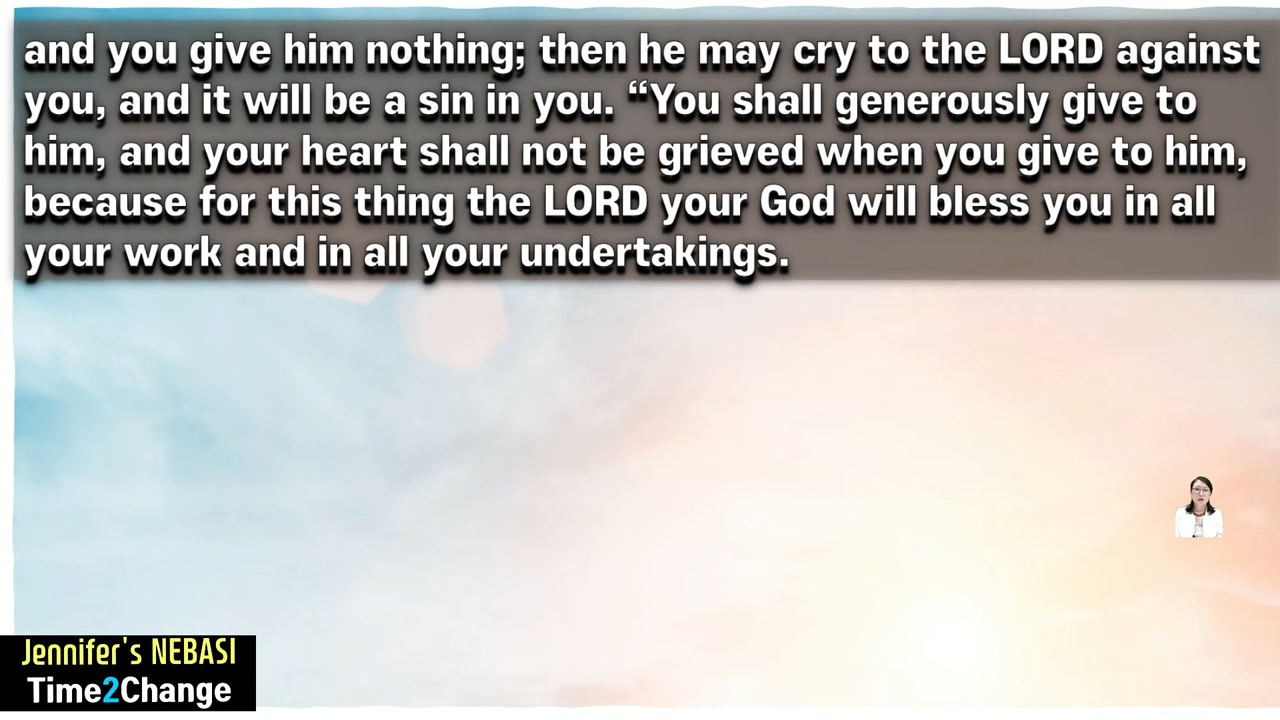 and you give him nothing; then he may cry to the LORD against
you, and it will be a sin in you. “You shall generously give to
him, and your heart shall not be grieved when you give to him,
because for this thing the LORD your God will bless you in all
your work and in all your undertakings.
Jennifer's NEBASI
Time2Change